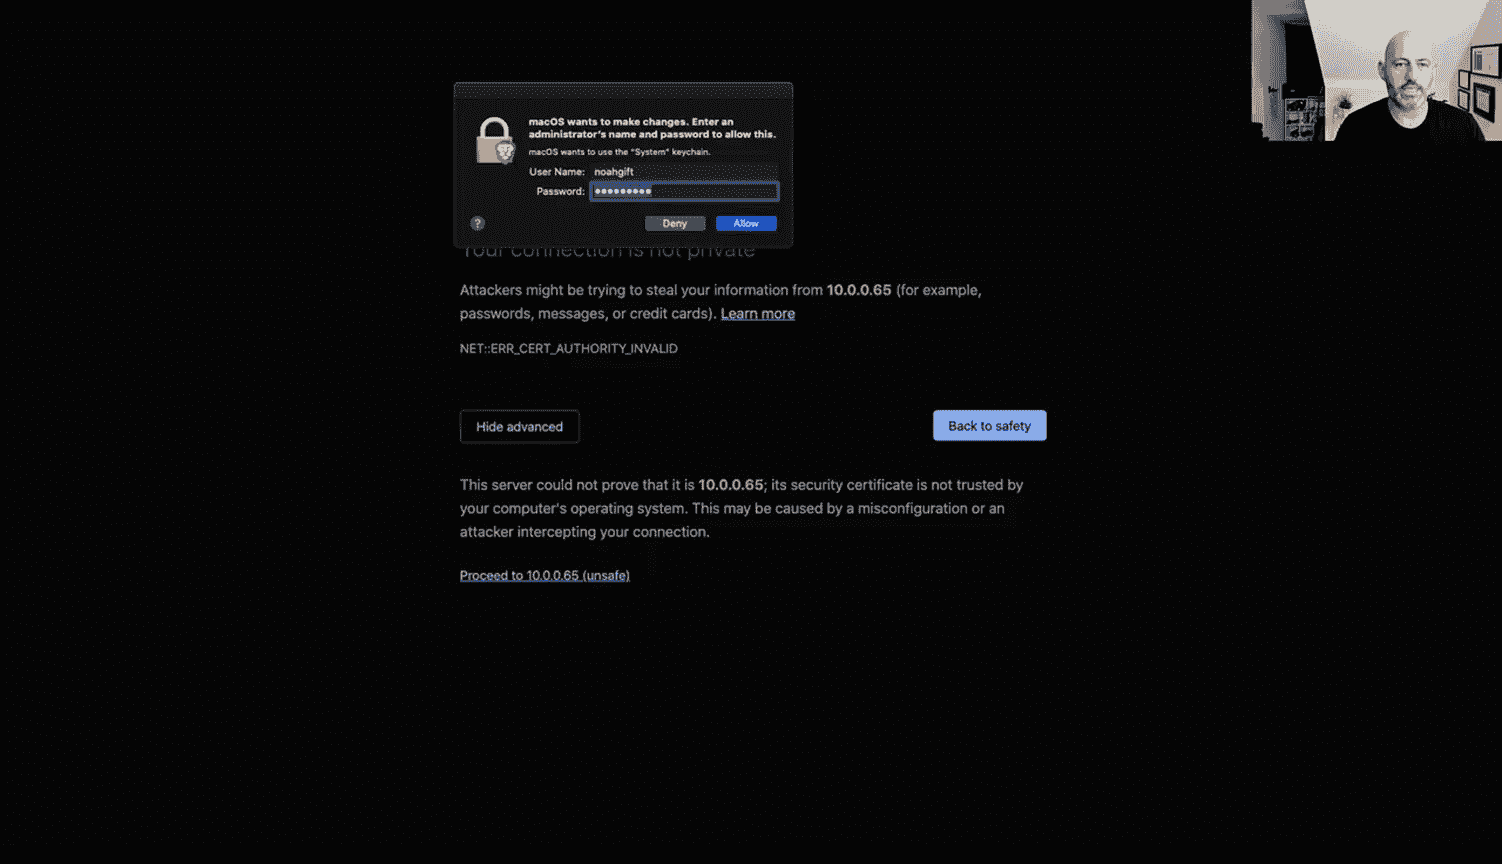 macOS wants to make changes. Enter an
administrator's name and password to allow this.
macOS wants to use the "System" keychain.
User Name: noahgift
Password: •••••••••
?
Deny
Allow
Your connection is not private
Attackers might be trying to steal your information from 10.0.0.65 (for example,
passwords, messages, or credit cards). Learn more
NET::ERR_CERT_AUTHORITY_INVALID
Hide advanced
Back to safety
This server could not prove that it is 10.0.0.65; its security certificate is not trusted by
your computer's operating system. This may be caused by a misconfiguration or an
attacker intercepting your connection.
Proceed to 10.0.0.65 (unsafe)